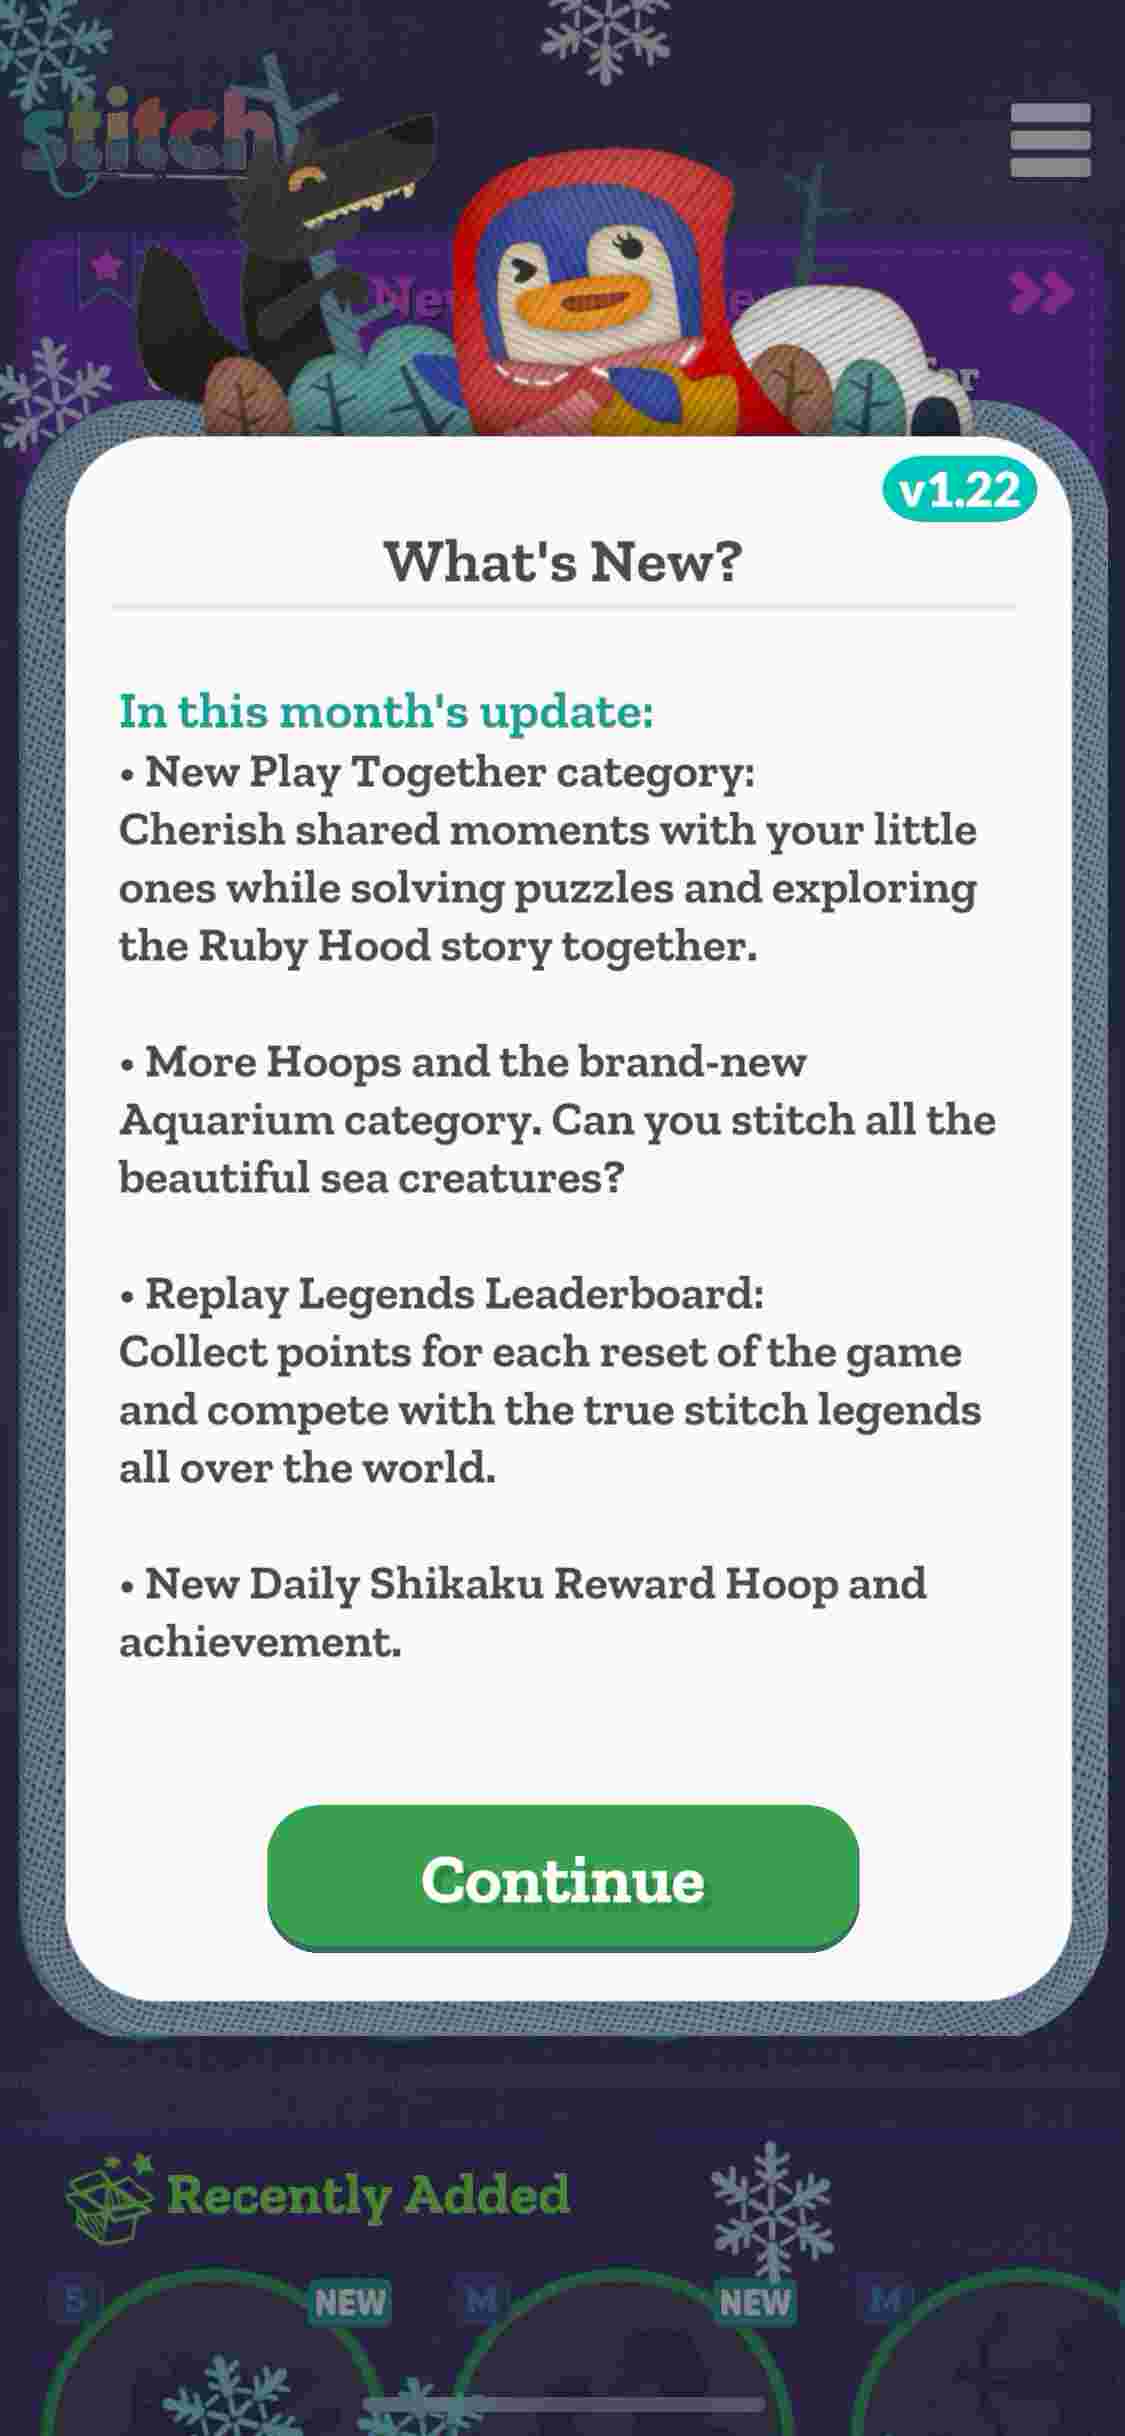 stitch
v1.22
What's New?
In this month's update:
• New Play Together category:
Cherish shared moments with your little
ones while solving puzzles and exploring
the Ruby Hood story together.
• More Hoops and the brand-new
Aquarium category. Can you stitch all the
beautiful sea creatures?
• Replay Legends Leaderboard:
Collect points for each reset of the game
and compete with the true stitch legends
all over the world.
• New Daily Shikaku Reward Hoop and
achievement.
Continue
Recently Added
S NEW M NEW M